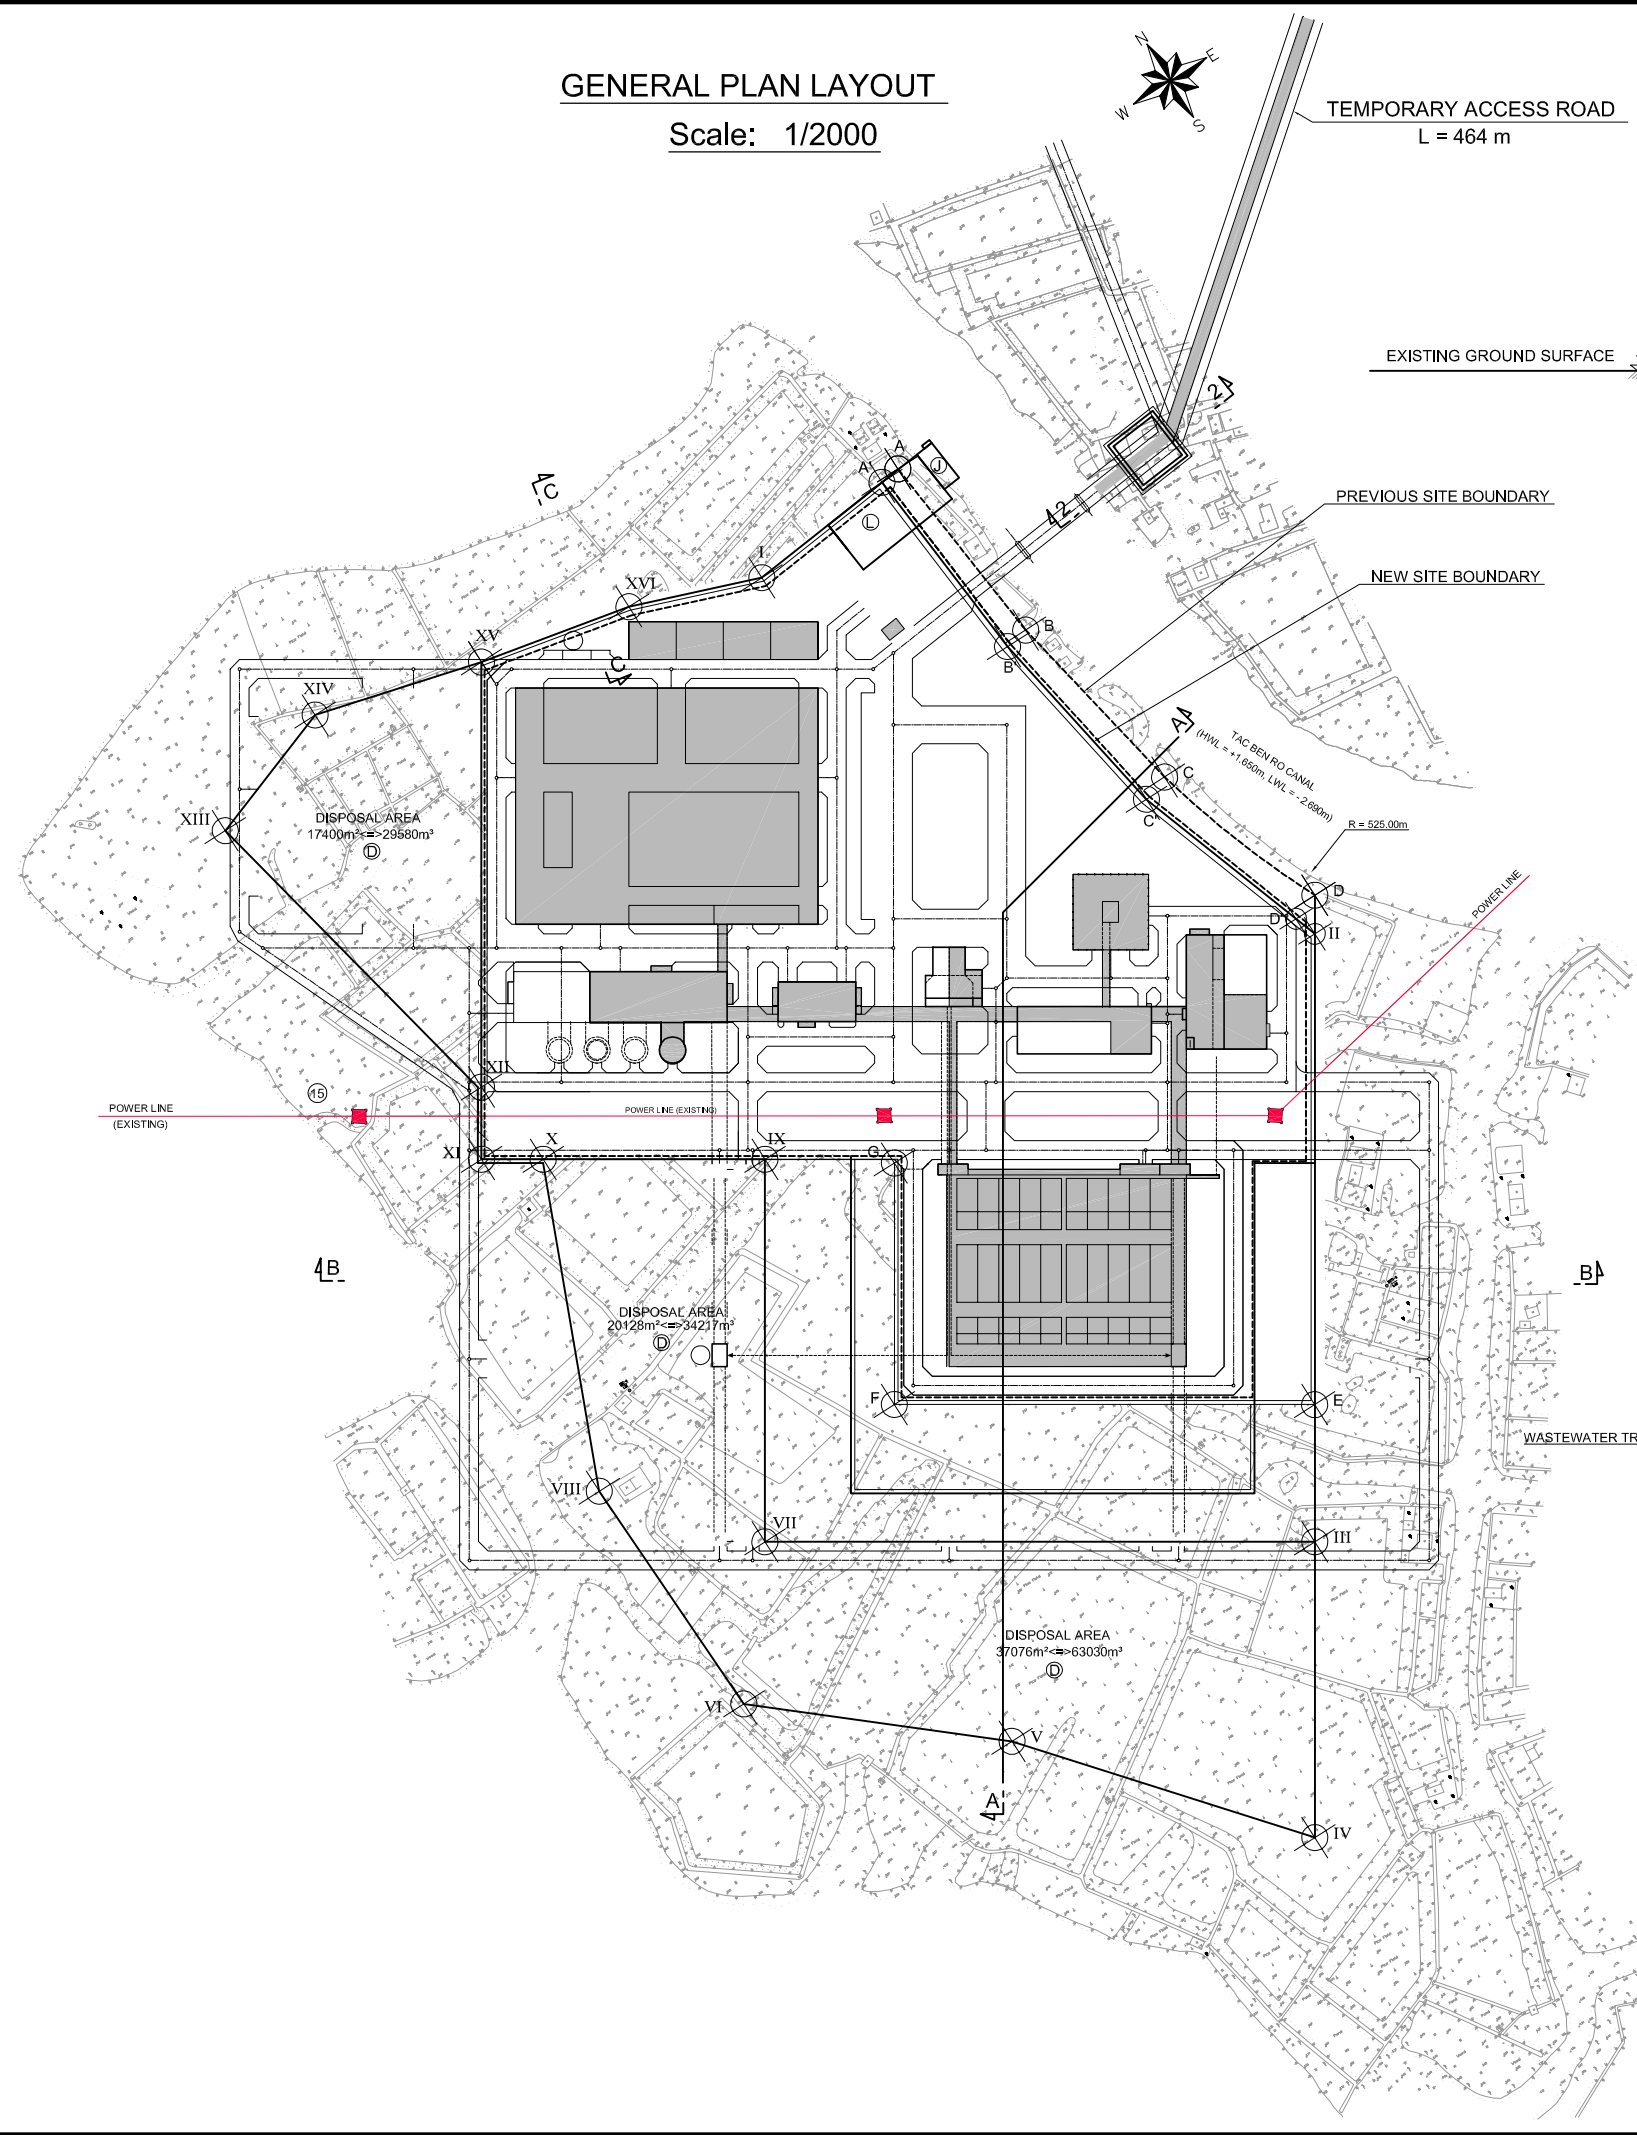 GENERAL PLAN LAYOUT
Scale: 1/2000
N
E
W
S
TEMPORARY ACCESS ROAD
L = 464 m
EXISTING GROUND SURFACE
2
A
A'
J
C
PREVIOUS SITE BOUNDARY
2
L
I
NEW SITE BOUNDARY
XVI
B
XV
B'
C
XIV
A
TAC BEN RO CANAL
(HWL = +1.650m, LWL = - 2.690m)
C
XIII
C'
DISPOSAL AREA
17400m²<=>29580m³
D
R = 525.00m
POWER LINE
D
D'
II
XII
15
POWER LINE
(EXISTING)
POWER LINE (EXISTING)
XI
X
IX
G
B
B
DISPOSAL AREA
20128m²<=>34217m³
D
F
E
WASTEWATER TR
VIII
VII
III
DISPOSAL AREA
37076m²<=>63030m³
D
VI
V
A
IV